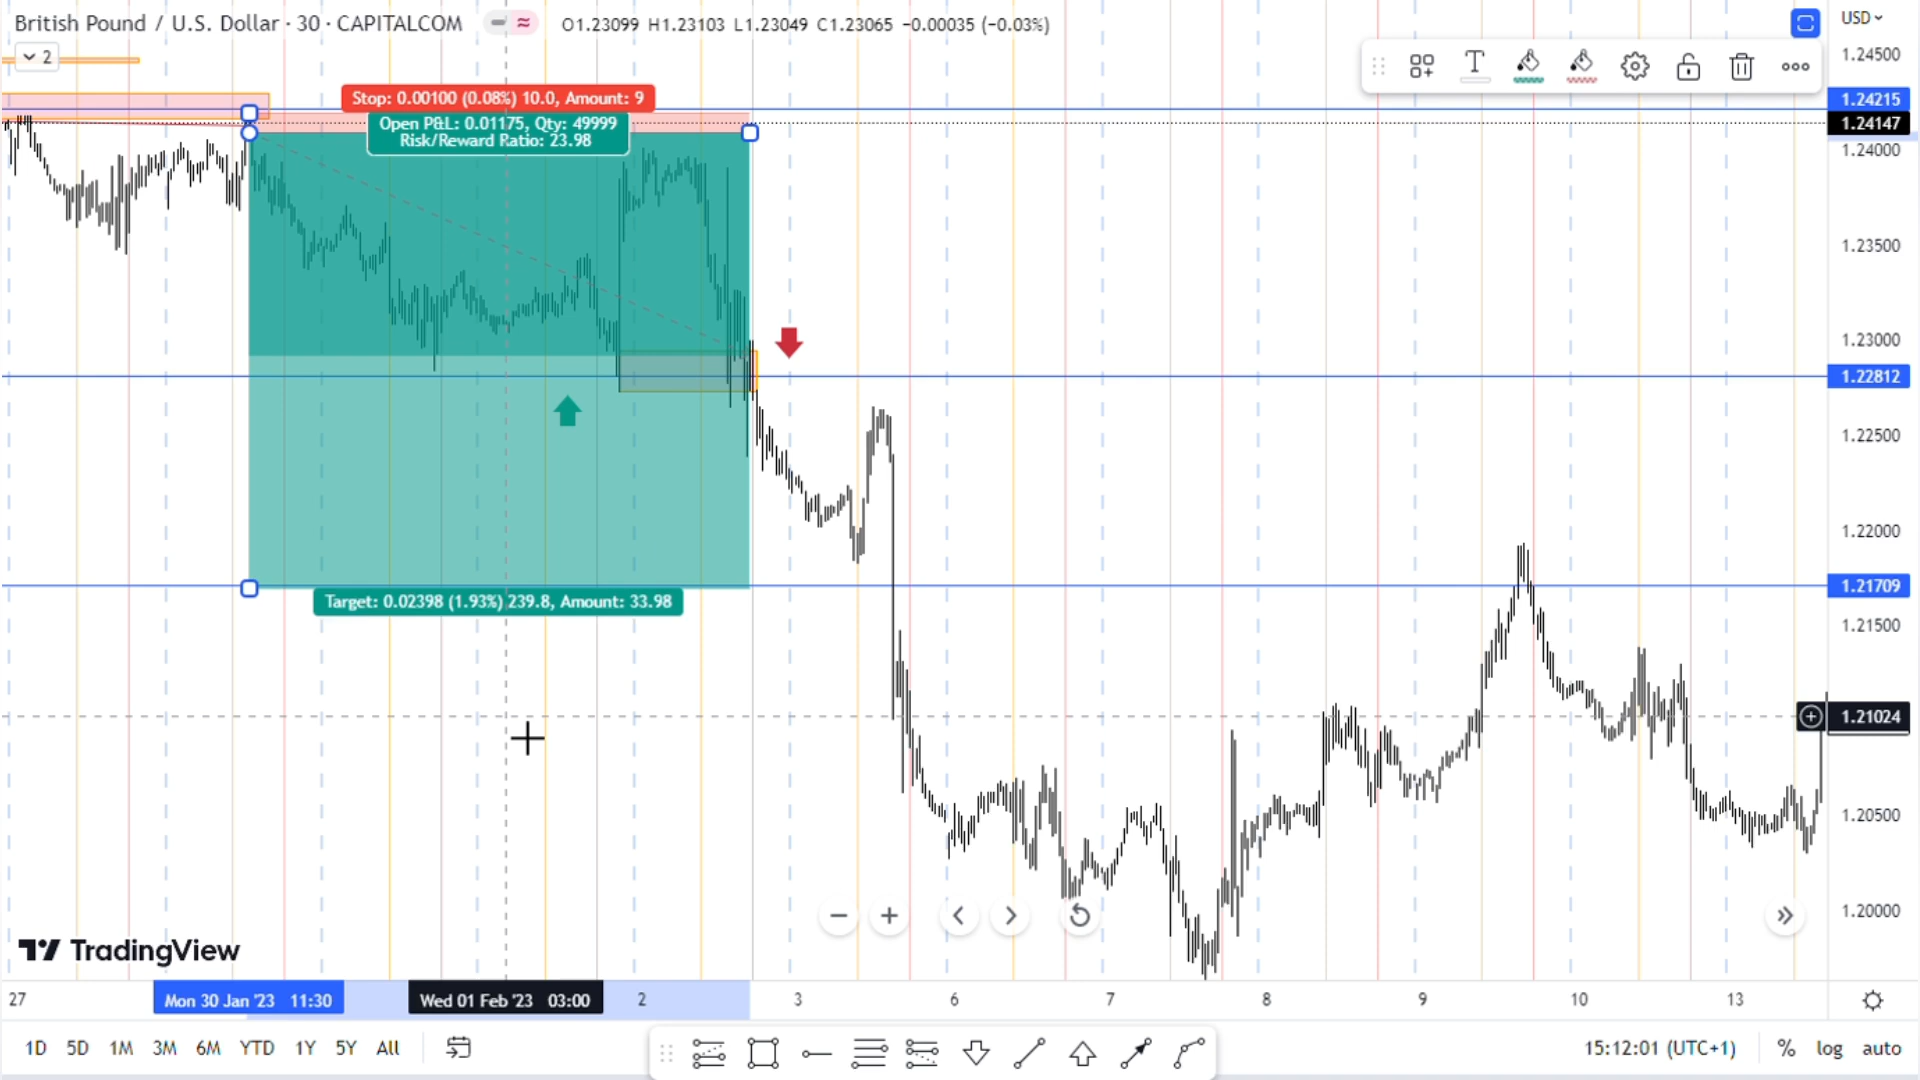 British Pound / U.S. Dollar · 30 · CAPITALCOM
O1.23099 H1.23103 L1.23049 C1.23065 −0.00035 (−0.03%)
USD
2
1.24500
Stop: 0.00100 (0.08%) 10.0, Amount: 9
1.24215
Open P&L: 0.01175, Qty: 49999
1.24147
Risk/Reward Ratio: 23.98
1.24000
1.23500
1.23000
1.22812
1.22500
1.22000
1.21709
Target: 0.02398 (1.93%) 239.8, Amount: 33.98
1.21500
1.21024
1.20500
1.20000
TradingView
27
Mon 30 Jan '23 11:30
Wed 01 Feb '23 03:00
2
3
6
7
8
9
10
13
1D 5D 1M 3M 6M YTD 1Y 5Y All
15:12:01 (UTC+1) % log auto